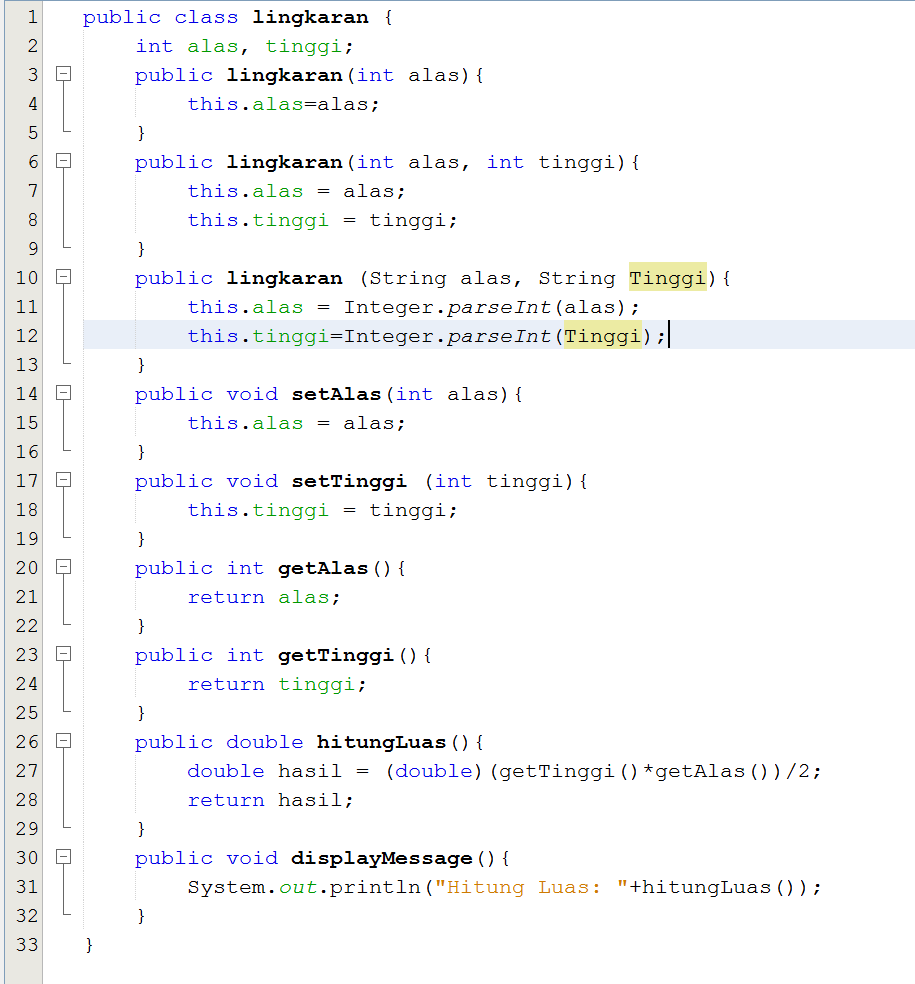 1 public class lingkaran {
2 int alas, tinggi;
3 public lingkaran(int alas){
4 this.alas=alas;
5 }
6 public lingkaran(int alas, int tinggi){
7 this.alas = alas;
8 this.tinggi = tinggi;
9 }
10 public lingkaran (String alas, String Tinggi){
11 this.alas = Integer.parseInt(alas);
12 this.tinggi=Integer.parseInt(Tinggi);
13 }
14 public void setAlas(int alas){
15 this.alas = alas;
16 }
17 public void setTinggi (int tinggi){
18 this.tinggi = tinggi;
19 }
20 public int getAlas(){
21 return alas;
22 }
23 public int getTinggi(){
24 return tinggi;
25 }
26 public double hitungLuas(){
27 double hasil = (double)(getTinggi()*getAlas())/2;
28 return hasil;
29 }
30 public void displayMessage(){
31 System.out.println("Hitung Luas: "+hitungLuas());
32 }
33 }